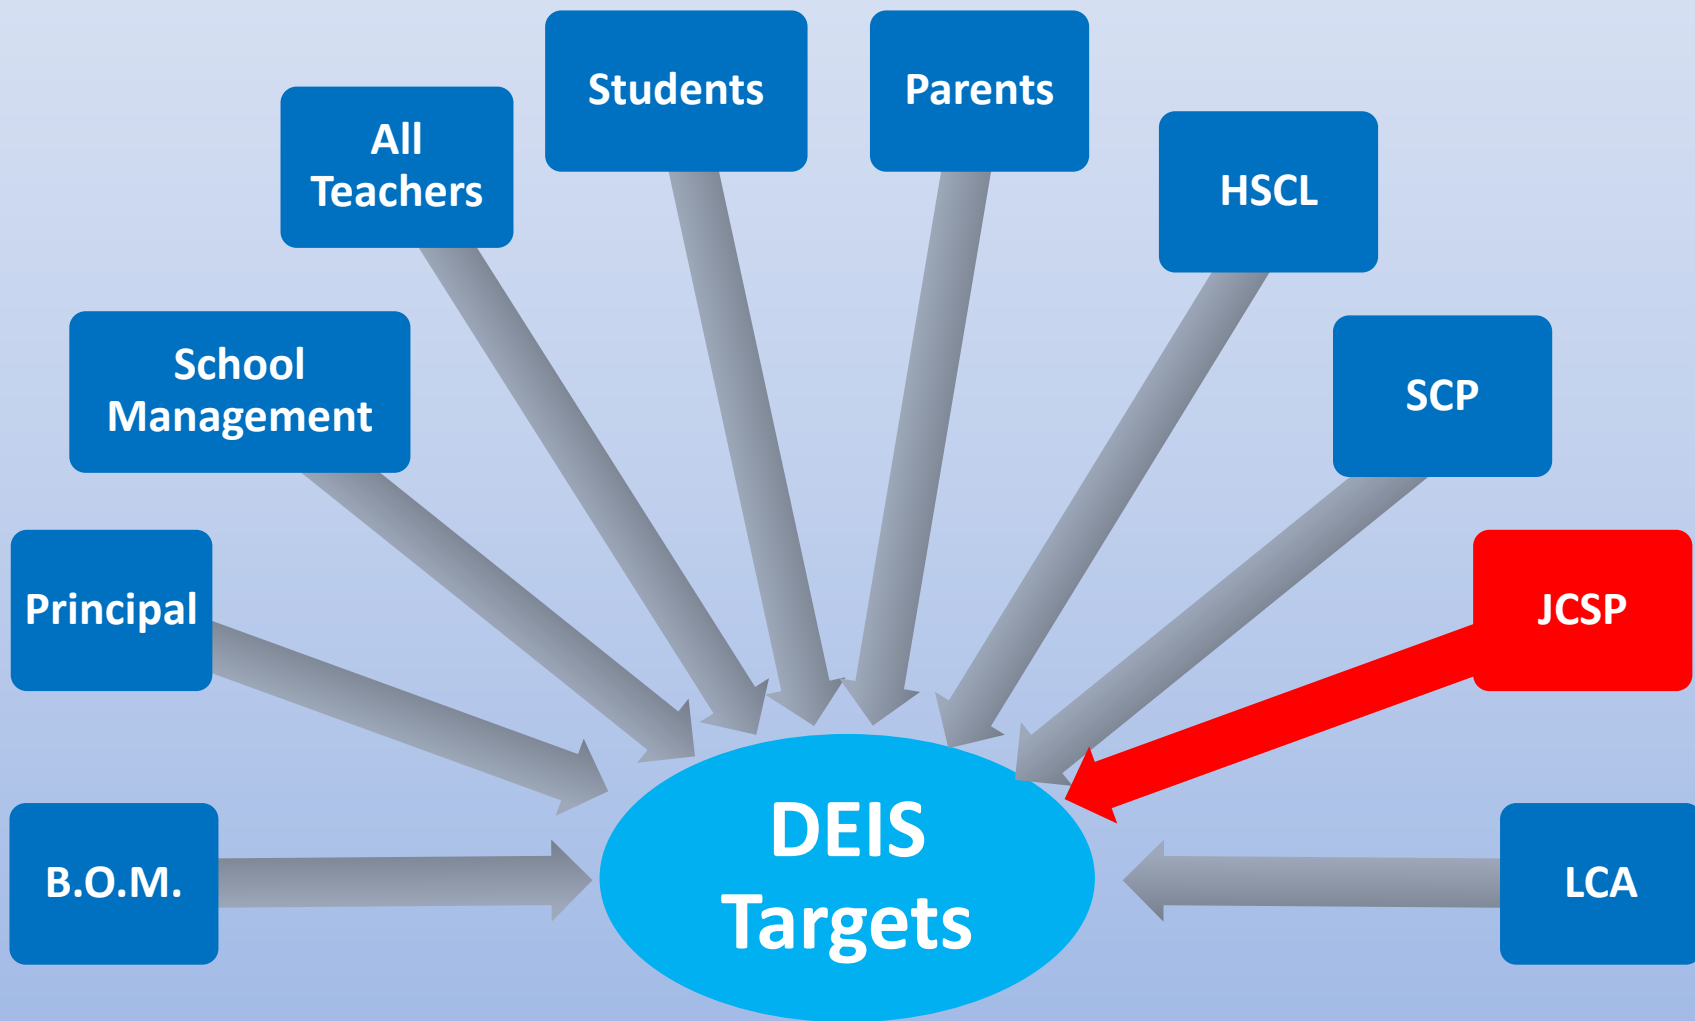 Students
Parents
All
Teachers
HSCL
School
Management
SCP
Principal
JCSP
B.O.M.
DEIS
Targets
LCA